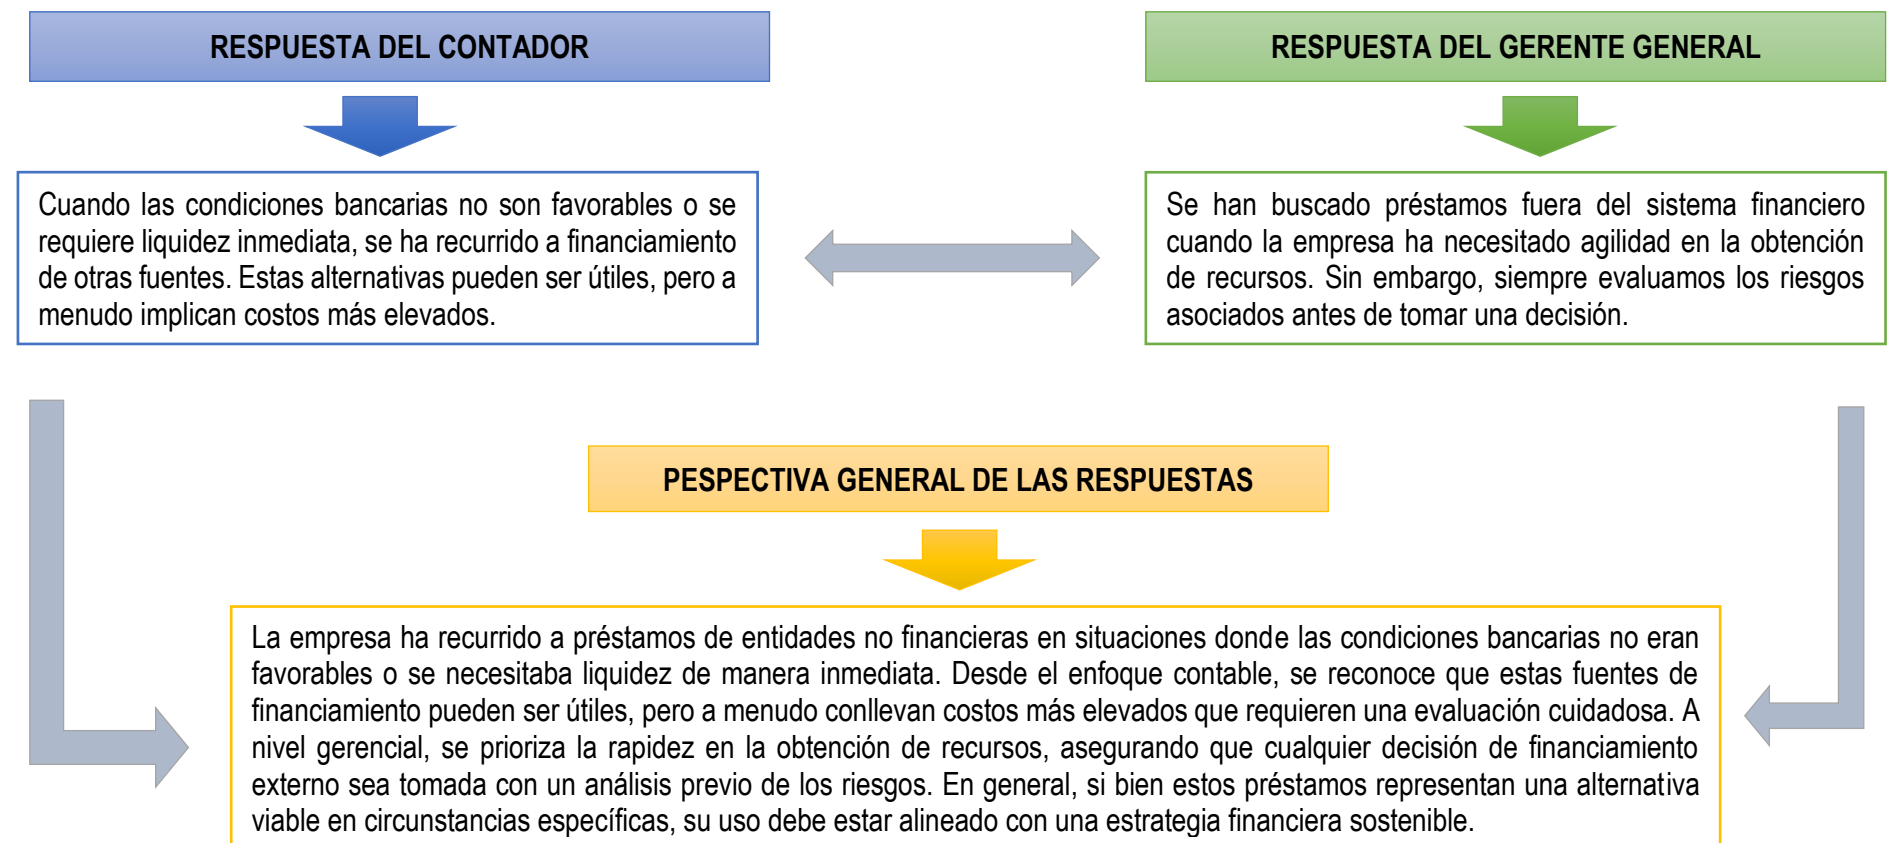 RESPUESTA DEL CONTADOR
RESPUESTA DEL GERENTE GENERAL
Cuando las condiciones bancarias no son favorables o se
requiere liquidez inmediata, se ha recurrido a financiamiento
de otras fuentes. Estas alternativas pueden ser útiles, pero a
menudo implican costos más elevados.
Se han buscado préstamos fuera del sistema financiero
cuando la empresa ha necesitado agilidad en la obtención
de recursos. Sin embargo, siempre evaluamos los riesgos
asociados antes de tomar una decisión.
PESPECTIVA GENERAL DE LAS RESPUESTAS
La empresa ha recurrido a préstamos de entidades no financieras en situaciones donde las condiciones bancarias no eran
favorables o se necesitaba liquidez de manera inmediata. Desde el enfoque contable, se reconoce que estas fuentes de
financiamiento pueden ser útiles, pero a menudo conllevan costos más elevados que requieren una evaluación cuidadosa. A
nivel gerencial, se prioriza la rapidez en la obtención de recursos, asegurando que cualquier decisión de financiamiento
externo sea tomada con un análisis previo de los riesgos. En general, si bien estos préstamos representan una alternativa
viable en circunstancias específicas, su uso debe estar alineado con una estrategia financiera sostenible.